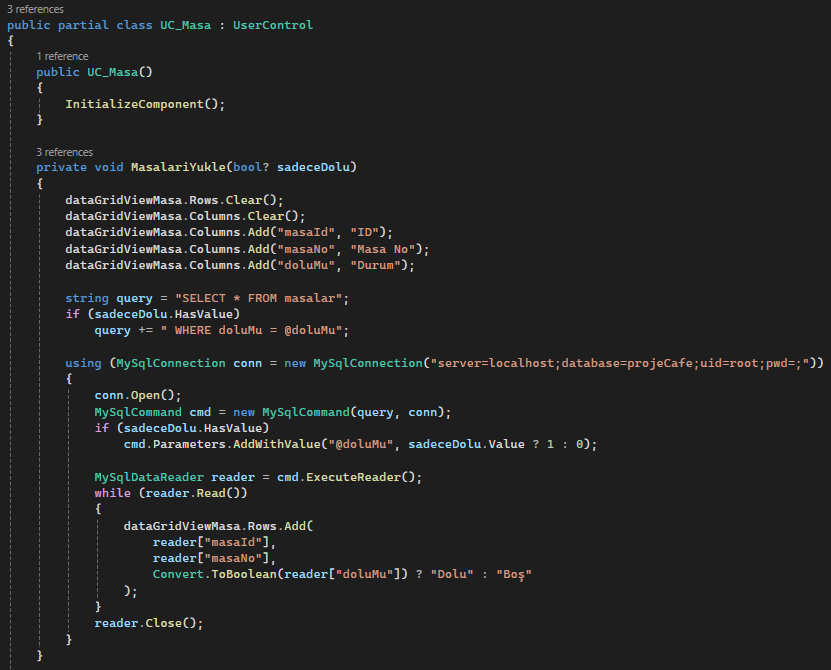 3 references
public partial class UC_Masa : UserControl
{
1 reference
public UC_Masa()
{
InitializeComponent();
}
3 references
private void MasalariYukle(bool? sadeceDolu)
{
dataGridViewMasa.Rows.Clear();
dataGridViewMasa.Columns.Clear();
dataGridViewMasa.Columns.Add("masaId", "ID");
dataGridViewMasa.Columns.Add("masaNo", "Masa No");
dataGridViewMasa.Columns.Add("doluMu", "Durum");
string query = "SELECT * FROM masalar";
if (sadeceDolu.HasValue)
query += " WHERE doluMu = @doluMu";
using (MySqlConnection conn = new MySqlConnection("server=localhost;database=projeCafe;uid=root;pwd=;"))
{
conn.Open();
MySqlCommand cmd = new MySqlCommand(query, conn);
if (sadeceDolu.HasValue)
cmd.Parameters.AddWithValue("@doluMu", sadeceDolu.Value ? 1 : 0);
MySqlDataReader reader = cmd.ExecuteReader();
while (reader.Read())
{
dataGridViewMasa.Rows.Add(
reader["masaId"],
reader["masaNo"],
Convert.ToBoolean(reader["doluMu"]) ? "Dolu" : "Boş"
);
}
reader.Close();
}
}